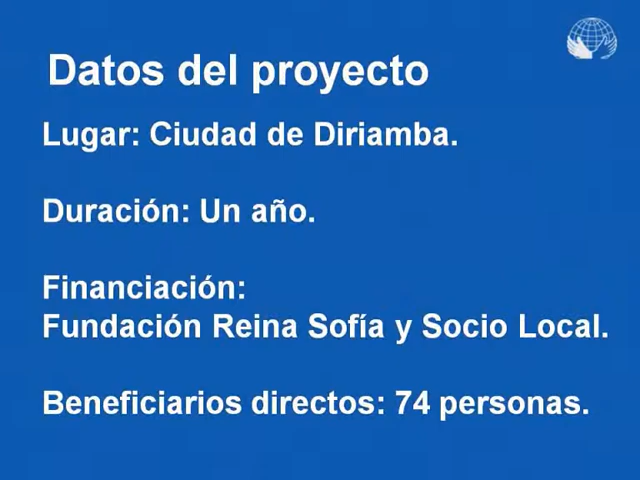 Datos del proyecto
Lugar: Ciudad de Diriamba.
Duración: Un año.
Financiación:
Fundación Reina Sofía y Socio Local.
Beneficiarios directos: 74 personas.